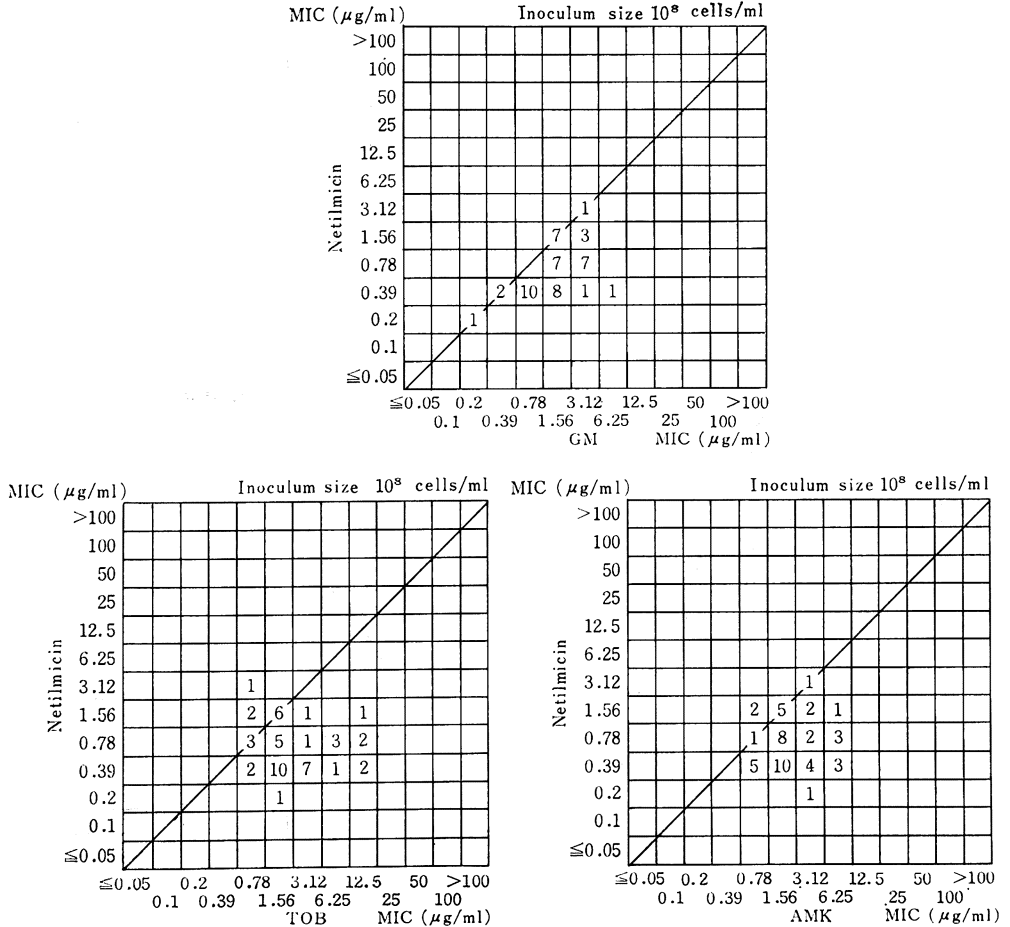 MIC (μg/ml) Inoculum size 10⁸ cells/ml
>100
100
50
25
12.5
6.25
3.12 1
1.56 7 3
0.78 7 7
0.39 2 10 8 1 1
0.2 1
0.1
≦0.05
Netilmicin
≦0.05 0.2 0.78 3.12 12.5 50 >100
0.1 0.39 1.56 6.25 25 100
GM MIC (μg/ml)
MIC (μg/ml) Inoculum size 10⁸ cells/ml
>100
100
50
25
12.5
6.25
3.12 1
1.56 2 6 1 1
0.78 3 5 1 3 2
0.39 2 10 7 1 2
0.2 1
0.1
≦0.05
Netilmicin
≦0.05 0.2 0.78 3.12 12.5 50 >100
0.1 0.39 1.56 6.25 25 100
TOB MIC (μg/ml)
MIC (μg/ml) Inoculum size 10⁸ cells/ml
>100
100
50
25
12.5
6.25
3.12 1
1.56 2 5 2 1
0.78 1 8 2 3
0.39 5 10 4 3
0.2 1
0.1
≦0.05
Netilmicin
≦0.05 0.2 0.78 3.12 12.5 50 >100
0.1 0.39 1.56 6.25 25 100
AMK MIC (μg/ml)